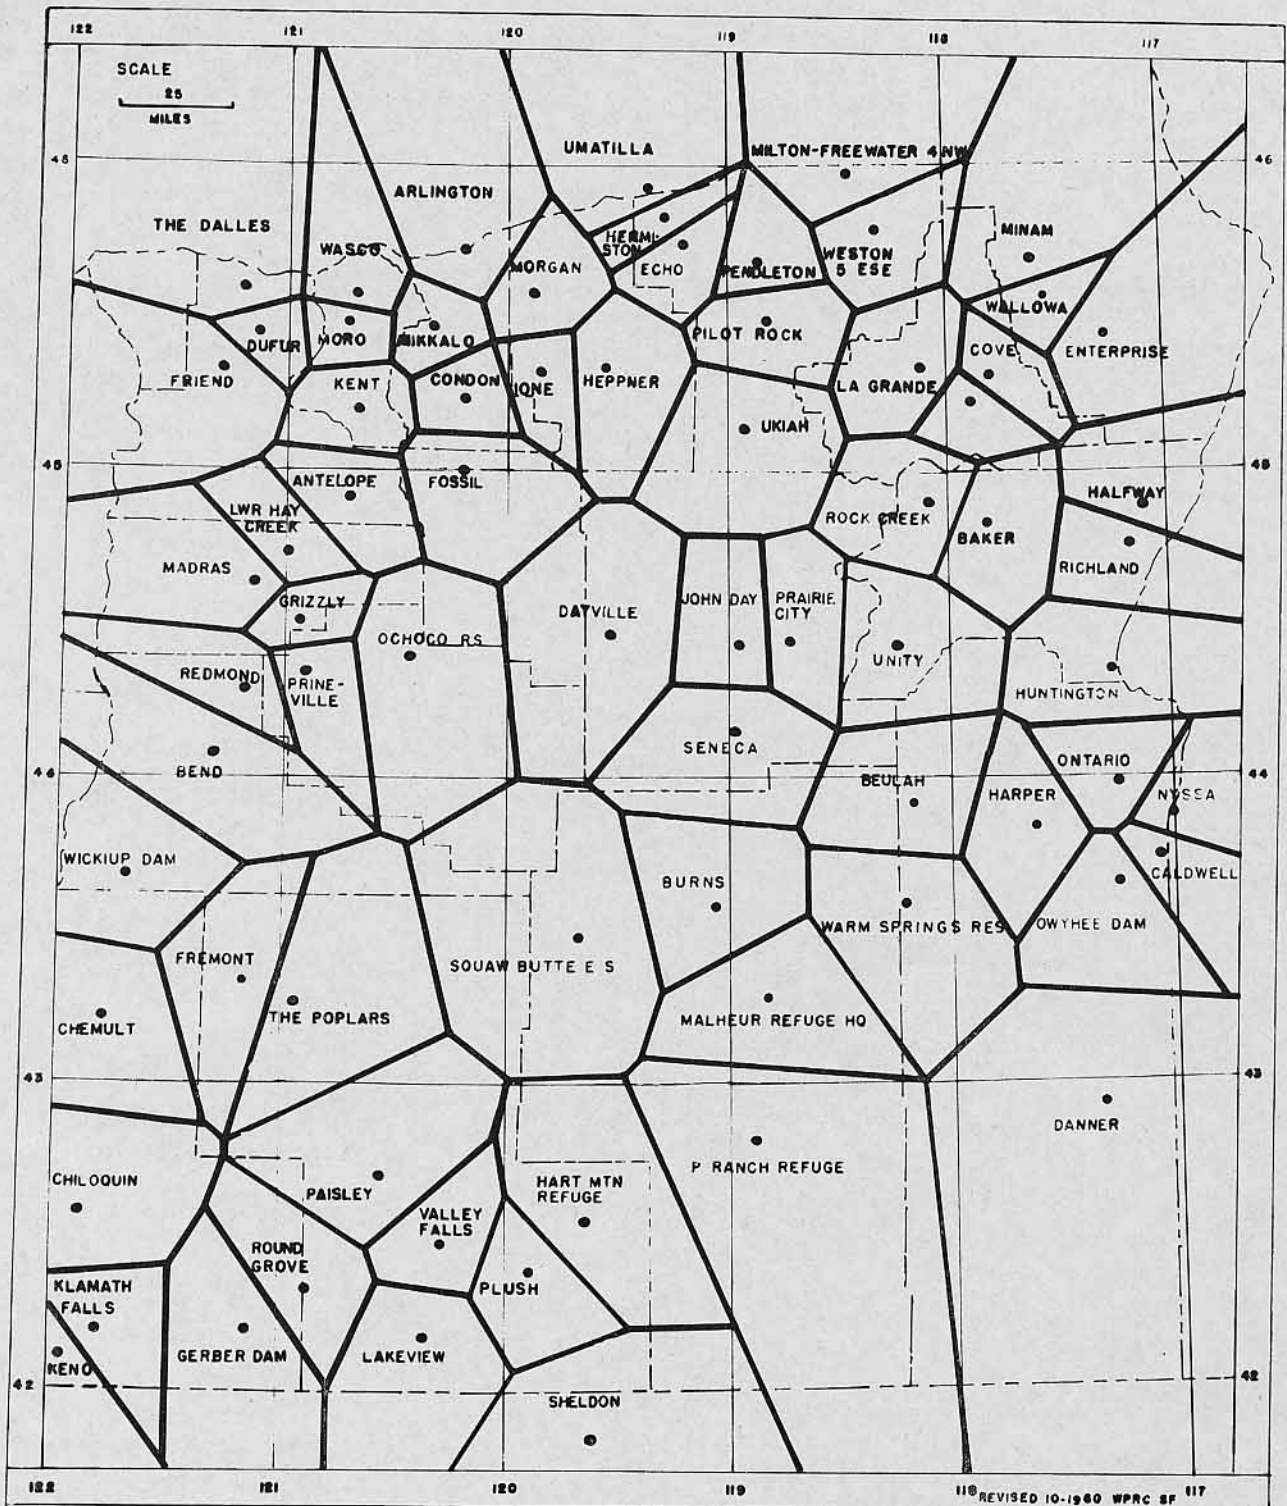 122 121 120 119 118 117
SCALE
25
MILES
46 46
UMATILLA
MILTON-FREEWATER 4 NW
ARLINGTON
THE DALLES
WASCO
HERMI-
STON
MINAM
MORGAN
ECHO
PENDLETON
WESTON
5 ESE
WALLOWA
DUFUR
MORO
MIKKALO
PILOT ROCK
COVE
ENTERPRISE
FRIEND
KENT
CONDON
IONE
HEPPNER
LA GRANDE
UKIAH
45 45
ANTELOPE
FOSSIL
HALFWAY
LWR HAY
CREEK
ROCK CREEK
BAKER
MADRAS
RICHLAND
GRIZZLY
DAYVILLE
JOHN DAY
PRAIRIE
CITY
OCHOCO RS
UNITY
REDMOND
PRINE-
VILLE
HUNTINGTON
SENECA
44 44
BEND
BEULAH
ONTARIO
HARPER
NYSSA
WICKIUP DAM
CALDWELL
BURNS
WARM SPRINGS RES
OWYHEE DAM
FREMONT
SQUAW BUTTE E S
CHEMULT
THE POPLARS
MALHEUR REFUGE HQ
43 43
DANNER
P RANCH REFUGE
CHILOQUIN
PAISLEY
HART MTN
REFUGE
VALLEY
FALLS
ROUND
GROVE
PLUSH
KLAMATH
FALLS
GERBER DAM
LAKEVIEW
KENO
42 42
SHELDON
122 121 120 119 118 117
REVISED 10-1960 WPRC SF